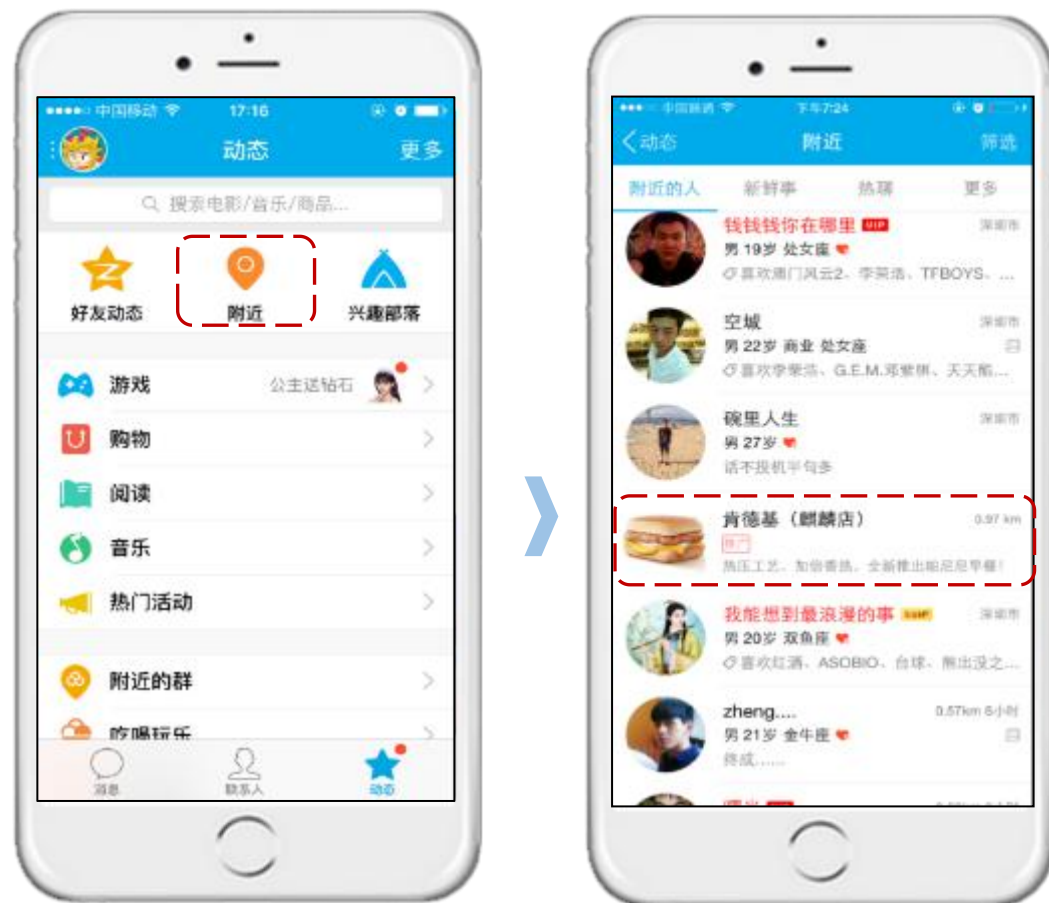 中国移动 17:16
动态 更多
搜索电影/音乐/商品...
好友动态 附近 兴趣部落
游戏 公主送钻石
购物
阅读
音乐
热门活动
附近的群
吃喝玩乐
消息 联系人 动态
中国联通 下午7:24
动态 附近 筛选
附近的人 新鲜事 热聊 更多
钱钱钱你在哪里 VIP 深圳市
男 19岁 处女座
喜欢澳门风云2、李荣浩、TFBOYS、...
空城 深圳市
男 22岁 商业 处女座
喜欢李荣浩、G.E.M.邓紫棋、天天酷...
碗里人生 深圳市
男 27岁
话不投机半句多
肯德基（麒麟店） 0.97 km
推广
热压工艺、加倍香热，全新推出帕尼尼早餐!
我能想到最浪漫的事 SVIP 深圳市
男 20岁 双鱼座
喜欢红酒、ASOBIO、台球、熊出没之...
zheng.... 0.57km 6小时
男 21岁 金牛座
终成......